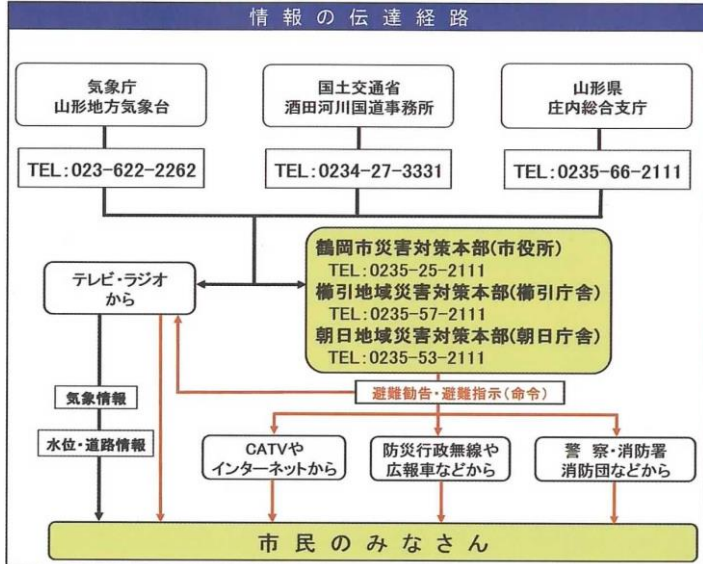 情報の伝達経路
気象庁
山形地方気象台
国土交通省
酒田河川国道事務所
山形県
庄内総合支庁
TEL:023-622-2262
TEL:0234-27-3331
TEL:0235-66-2111
鶴岡市災害対策本部(市役所)
TEL:0235-25-2111
櫛引地域災害対策本部(櫛引庁舎)
TEL:0235-57-2111
朝日地域災害対策本部(朝日庁舎)
TEL:0235-53-2111
テレビ・ラジオ
から
避難勧告・避難指示(命令)
気象情報
水位・道路情報
CATVや
インターネットから
防災行政無線や
広報車などから
警察・消防署
消防団などから
市民のみなさん